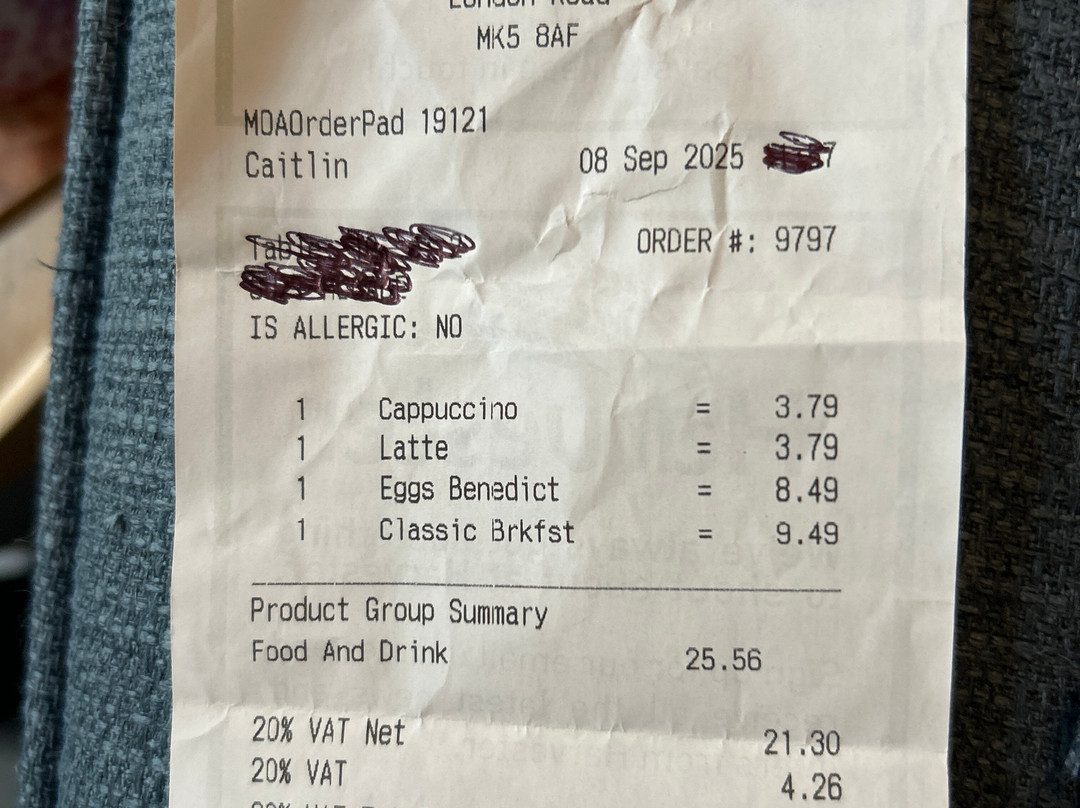 London Road
MK5 8AF
MOAOrderPad 19121
Caitlin 08 Sep 2025
ORDER #: 9797
IS ALLERGIC: NO
1 Cappuccino = 3.79
1 Latte = 3.79
1 Eggs Benedict = 8.49
1 Classic Brkfst = 9.49
Product Group Summary
Food And Drink 25.56
20% VAT Net 21.30
20% VAT 4.26